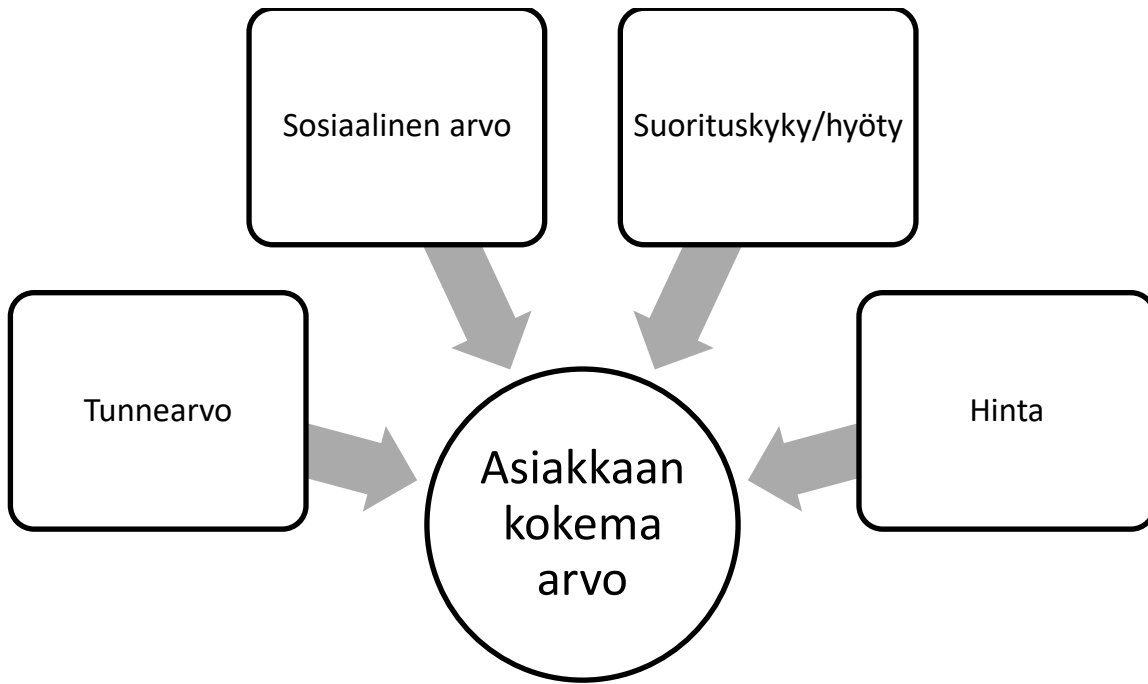 Sosiaalinen arvo
Suorituskyky/hyöty
Tunnearvo
Hinta
Asiakkaan
kokema
arvo